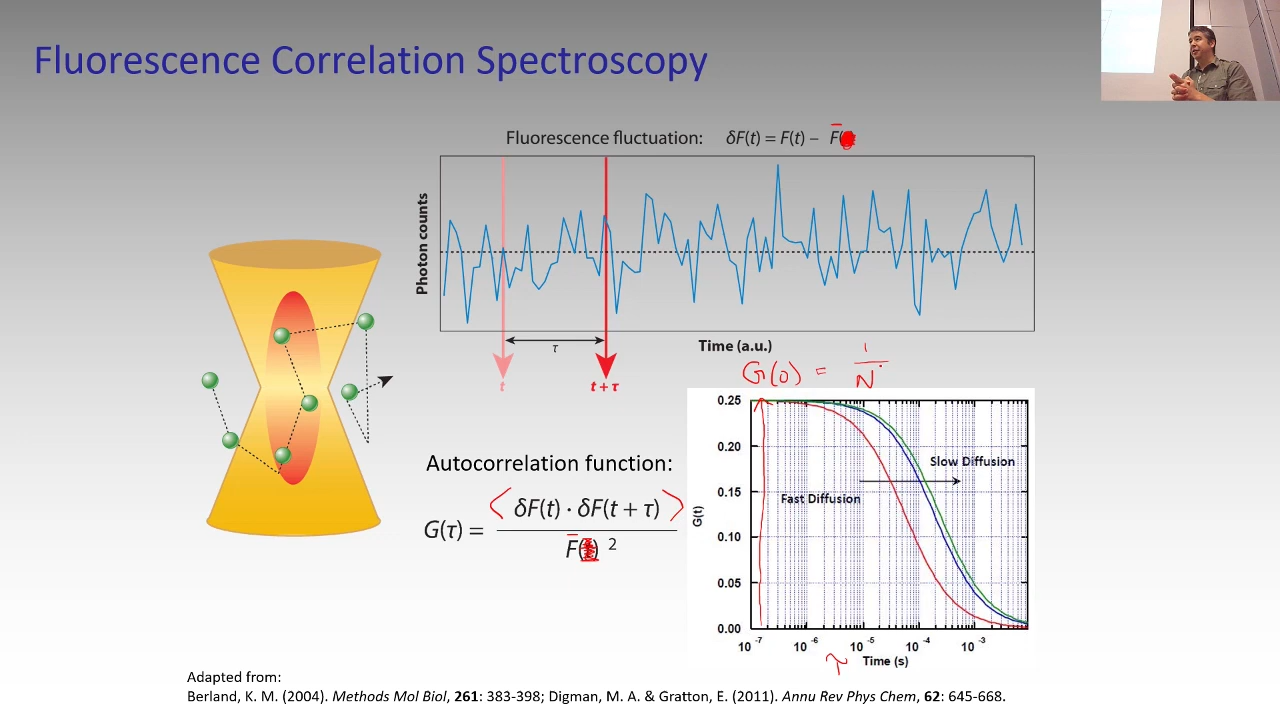 Fluorescence Correlation Spectroscopy
Fluorescence fluctuation: δF(t) = F(t) – F̅(
Photon counts
τ
Time (a.u.)
t
t + τ
G(0) = 1/N
Autocorrelation function:
G(τ) = ⟨ δF(t) · δF(t + τ) ⟩
F̅( ) 2
0.25
0.20
0.15
0.10
0.05
0.00
G(t)
Slow Diffusion
Fast Diffusion
10⁻⁷ 10⁻⁶ 10⁻⁵ 10⁻⁴ 10⁻³
τ Time (s)
Adapted from:
Berland, K. M. (2004). Methods Mol Biol, 261: 383-398; Digman, M. A. & Gratton, E. (2011). Annu Rev Phys Chem, 62: 645-668.